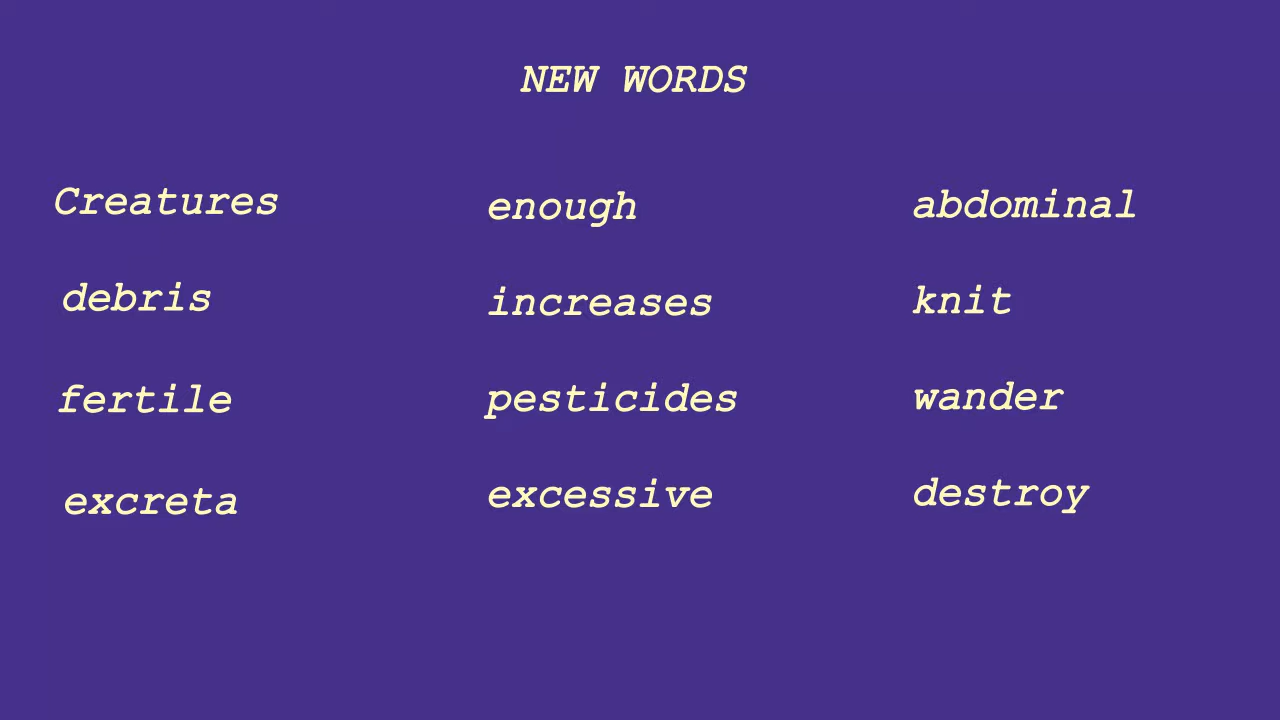 NEW WORDS
Creatures
debris
fertile
excreta
enough
increases
pesticides
excessive
abdominal
knit
wander
destroy